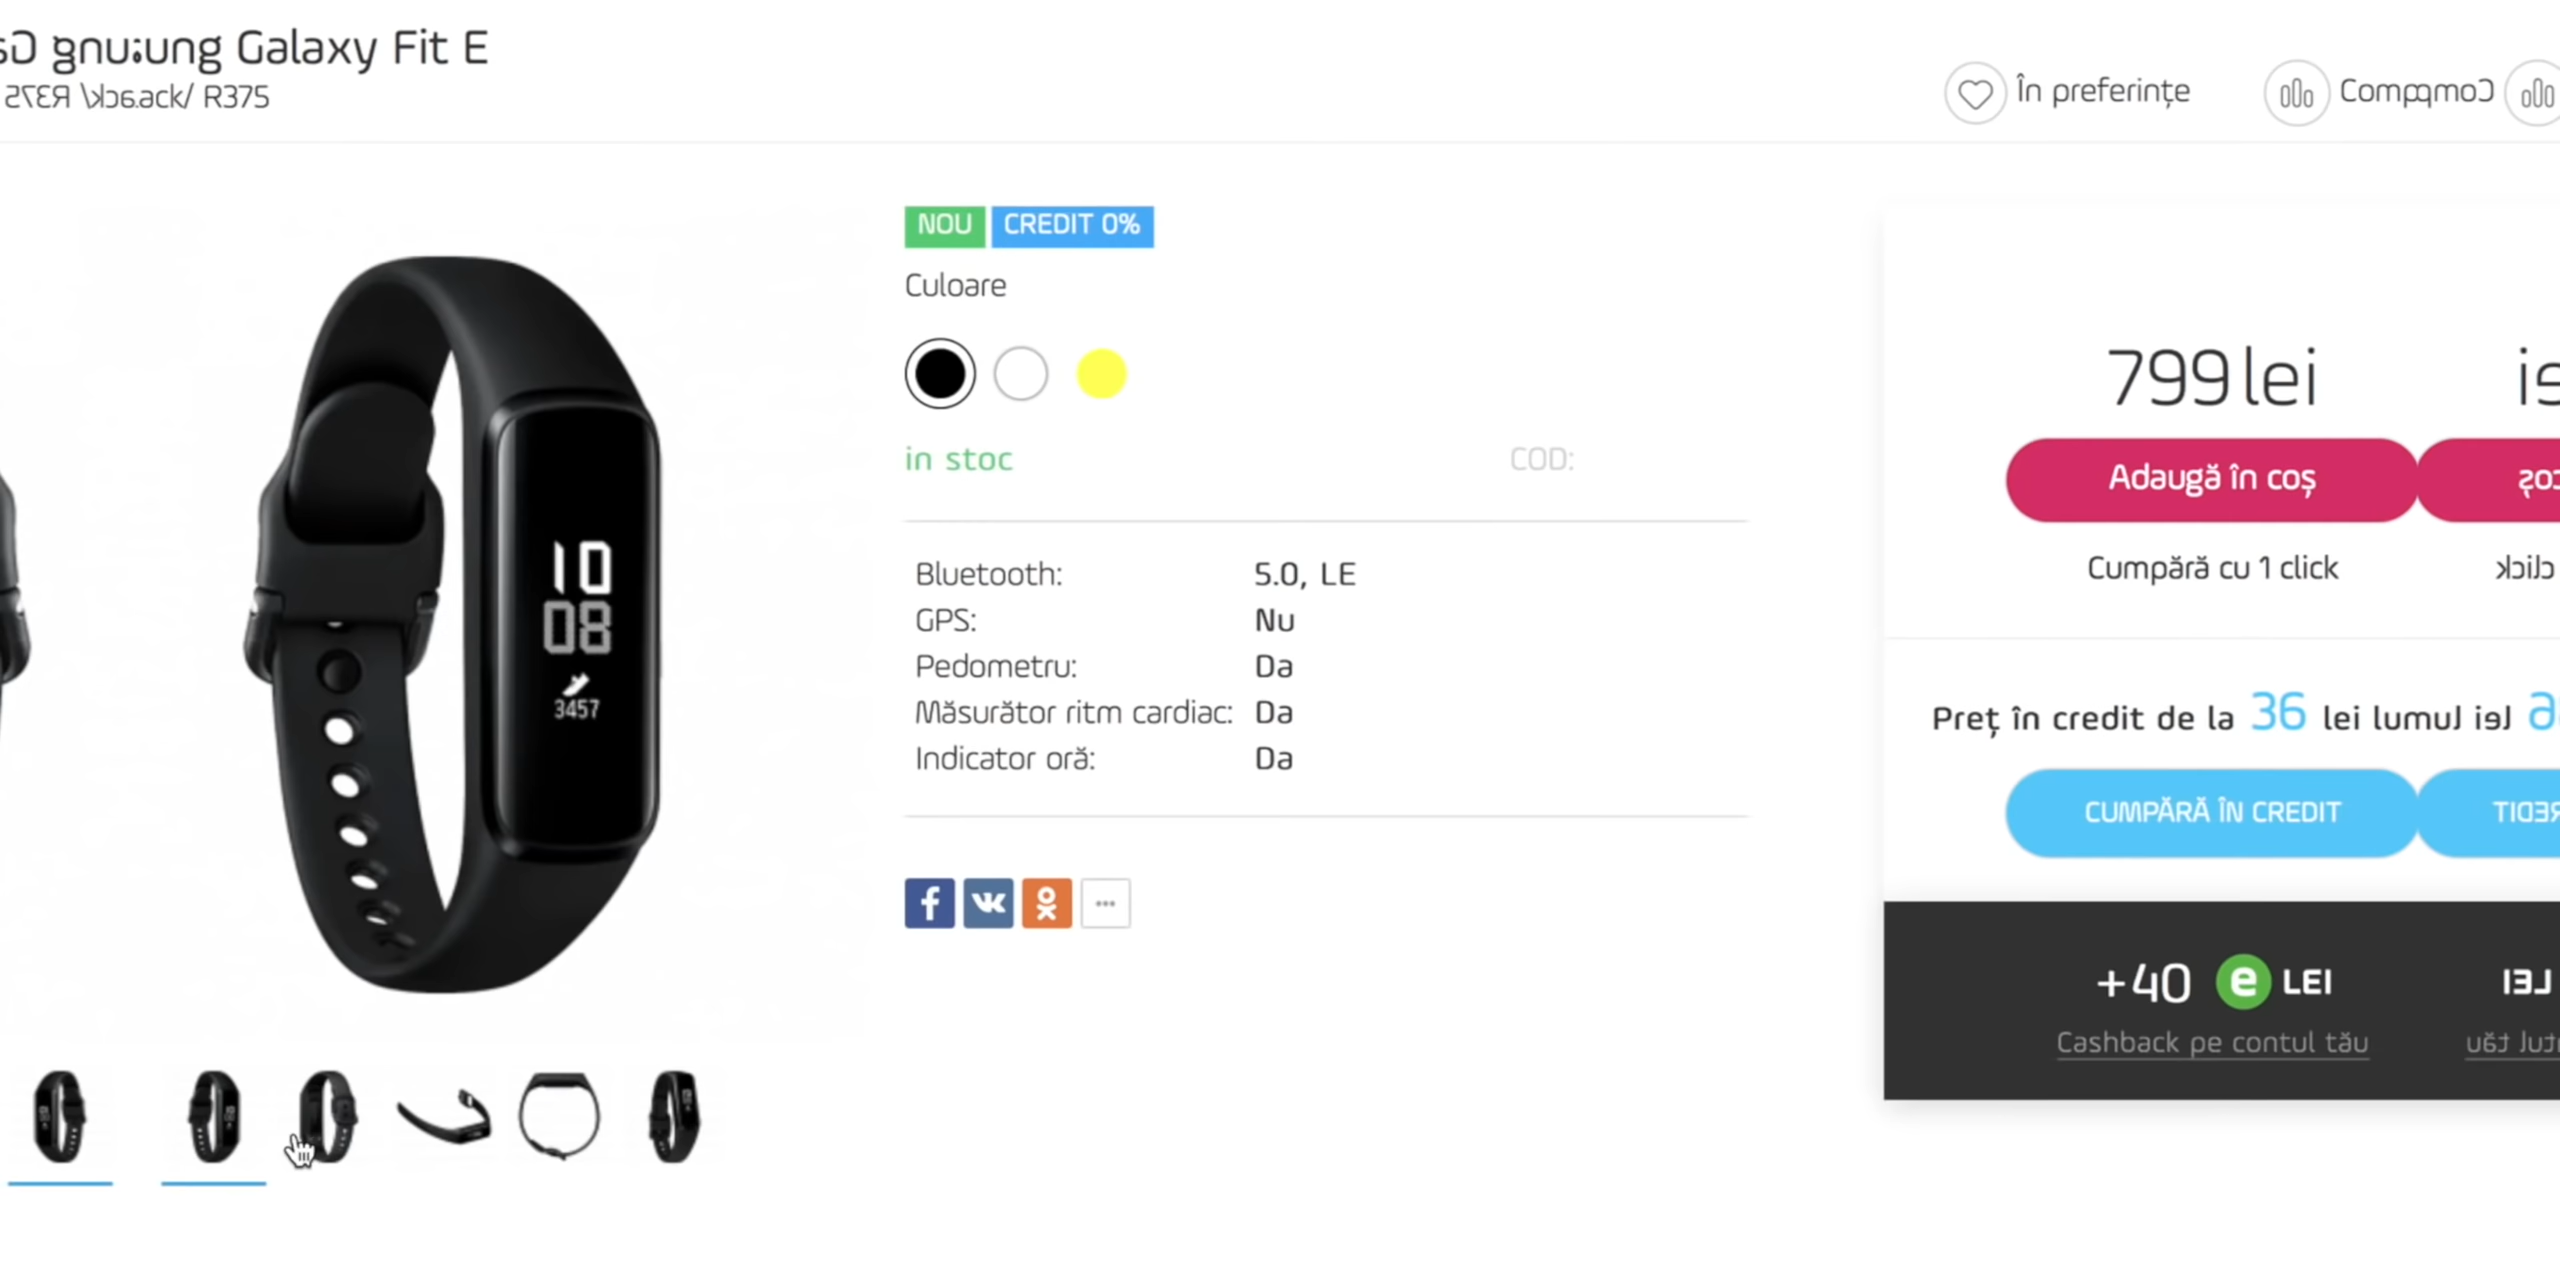 Galaxy Fit E
R375
În preferințe
NOU CREDIT 0%
Culoare
in stoc COD:
Bluetooth: 5.0, LE
GPS: Nu
Pedometru: Da
Măsurător ritm cardiac: Da
Indicator oră: Da
10
08
3457
799 lei
Adaugă în coș
Cumpără cu 1 click
Preț în credit de la 36 lei
CUMPĂRĂ ÎN CREDIT
+40 e LEI
Cashback pe contul tău